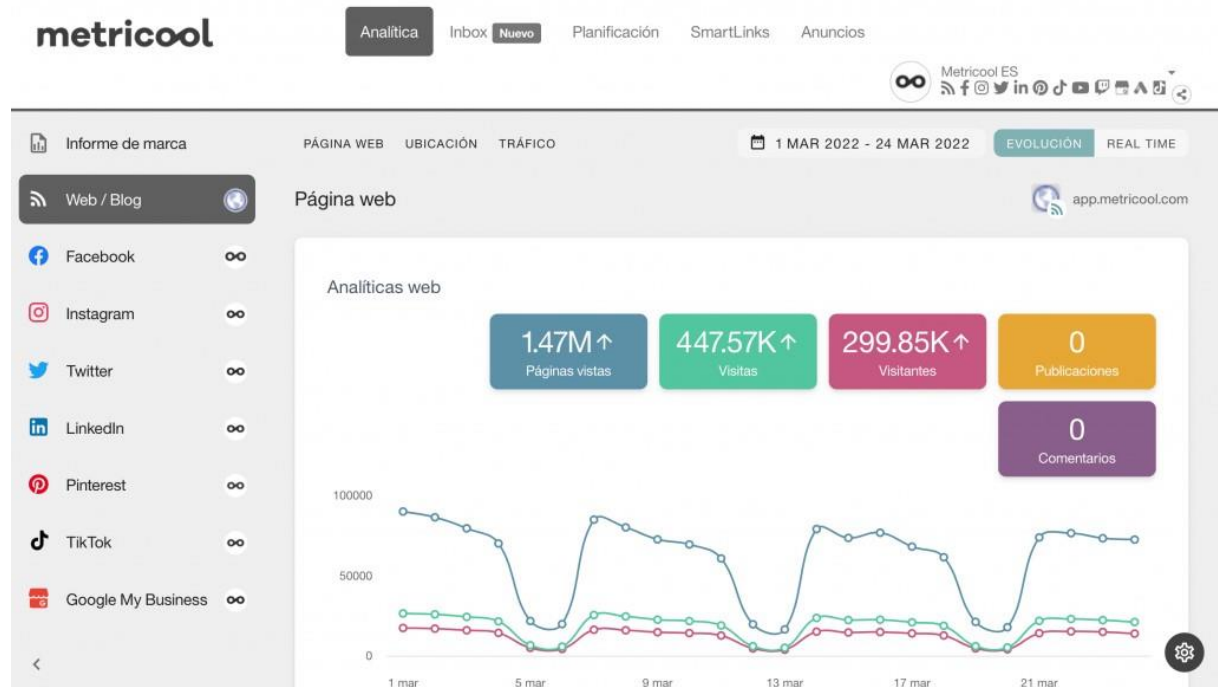 metricool
Analítica Inbox Nuevo Planificación SmartLinks Anuncios
Metricool ES
Informe de marca
Web / Blog
Facebook
Instagram
Twitter
LinkedIn
Pinterest
TikTok
Google My Business
PÁGINA WEB UBICACIÓN TRÁFICO
1 MAR 2022 - 24 MAR 2022
EVOLUCIÓN REAL TIME
Página web
app.metricool.com
Analíticas web
1.47M
Páginas vistas
447.57K
Visitas
299.85K
Visitantes
0
Publicaciones
0
Comentarios
100000
50000
0
1 mar 5 mar 9 mar 13 mar 17 mar 21 mar